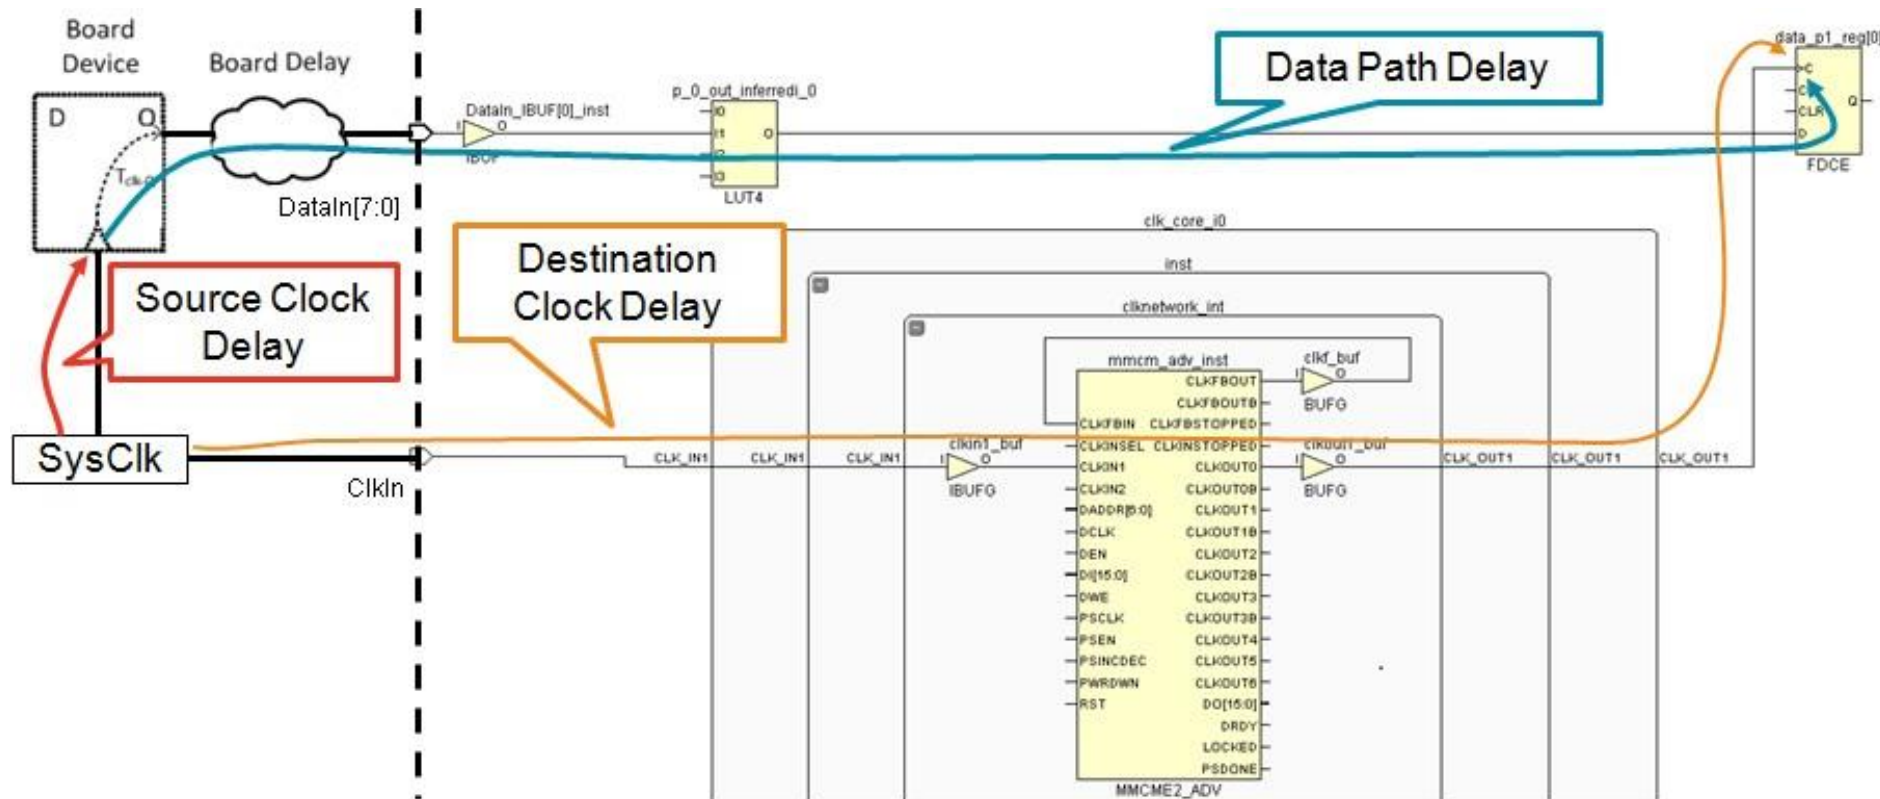 Board
Device
Board Delay
D
Q
Tclk-Q
DataIn[7:0]
Source Clock
Delay
SysClk
ClkIn
DataIn_IBUF[0]_inst
I
O
IBUF
p_0_out_inferredi_0
I0
I1
I2
I3
O
LUT4
Data Path Delay
data_p1_reg[0]
C
CLR
D
Q
FDCE
Destination
Clock Delay
clk_core_i0
inst
clknetwork_int
mmcm_adv_inst
clkf_buf
I
O
BUFG
CLK_IN1
CLK_IN1
CLK_IN1
clkin1_buf
I
O
IBUFG
CLKFBIN
CLKINSEL
CLKIN1
CLKIN2
DADDR[6:0]
DCLK
DEN
DI[15:0]
DWE
PSCLK
PSEN
PSINCDEC
PWRDWN
RST
CLKFBOUT
CLKFBOUTB
CLKFBSTOPPED
CLKINSTOPPED
CLKOUT0
CLKOUT0B
CLKOUT1
CLKOUT1B
CLKOUT2
CLKOUT2B
CLKOUT3
CLKOUT3B
CLKOUT4
CLKOUT5
CLKOUT6
DO[15:0]
DRDY
LOCKED
PSDONE
MMCME2_ADV
clkout1_buf
I
O
BUFG
CLK_OUT1
CLK_OUT1
CLK_OUT1